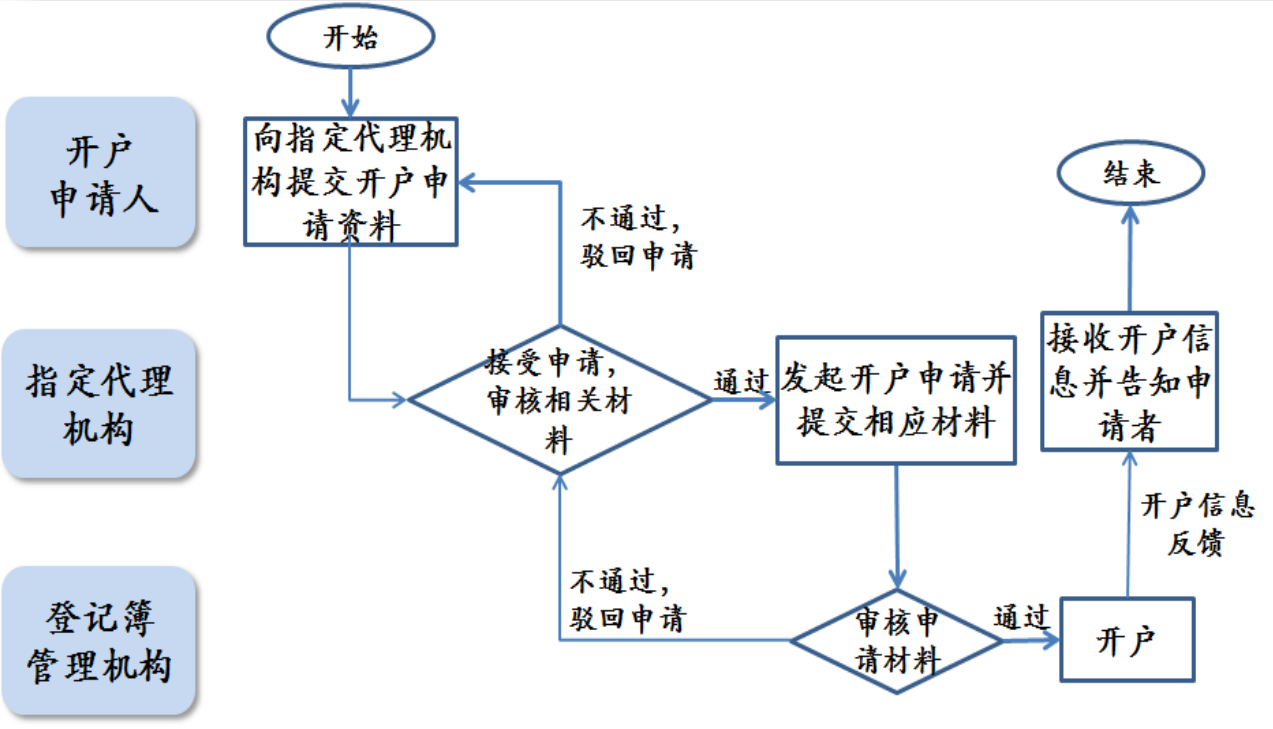 开始
开户
申请人
向指定代理机
构提交开户申
请资料
不通过，
驳回申请
结束
指定代理
机构
接受申请，
审核相关材
料
通过
发起开户申请并
提交相应材料
接收开户信
息并告知申
请者
开户信息
反馈
登记簿
管理机构
不通过，
驳回申请
审核申
请材料
通过
开户